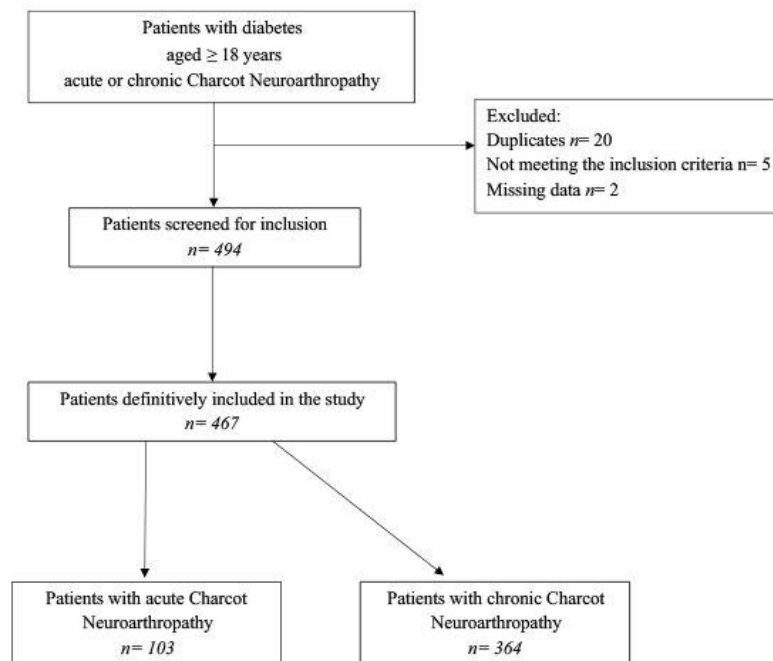 Patients with diabetes
aged ≥ 18 years
acute or chronic Charcot Neuroarthropathy
Excluded:
Duplicates n= 20
Not meeting the inclusion criteria n= 5
Missing data n= 2
Patients screened for inclusion
n= 494
Patients definitively included in the study
n= 467
Patients with acute Charcot
Neuroarthropathy
n= 103
Patients with chronic Charcot
Neuroarthropathy
n= 364